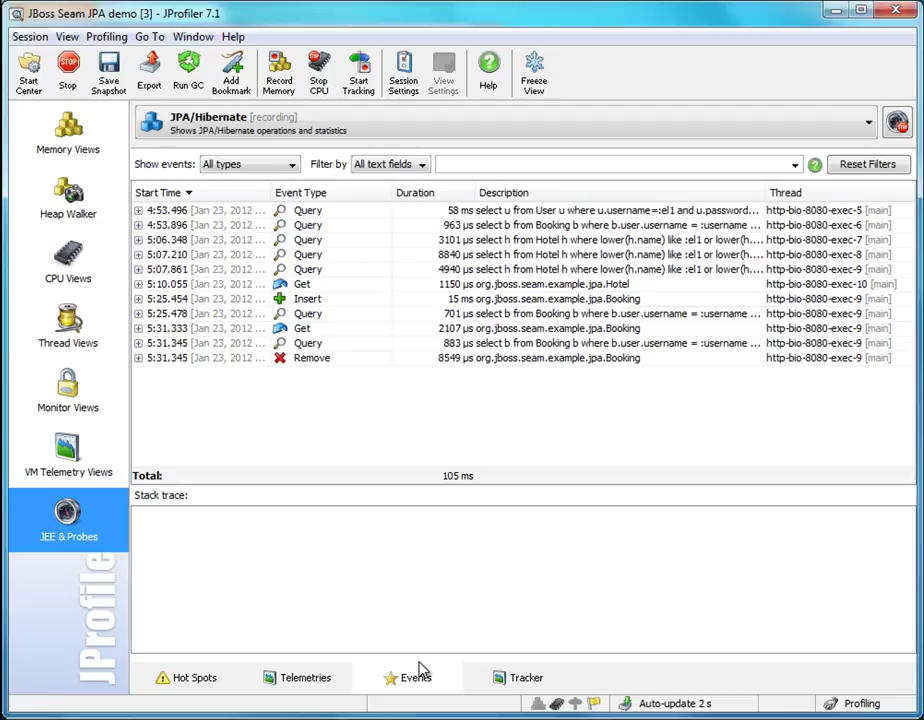 JBoss Seam JPA demo [3] - JProfiler 7.1
Session View Profiling Go To Window Help
Start Center Stop Save Snapshot Export Run GC Add Bookmark Record Memory Stop CPU Start Tracking Session Settings View Settings Help Freeze View
JPA/Hibernate [recording]
Shows JPA/Hibernate operations and statistics
Memory Views
Heap Walker
CPU Views
Thread Views
Monitor Views
VM Telemetry Views
JEE & Probes
JProfile
Show events: All types Filter by All text fields Reset Filters
Start Time Event Type Duration Description Thread
4:53.496 [Jan 23, 2012 ... Query 58 ms select u from User u where u.username=:el1 and u.password... http-bio-8080-exec-5 [main]
4:53.896 [Jan 23, 2012 ... Query 963 µs select b from Booking b where b.user.username = :username ... http-bio-8080-exec-6 [main]
5:06.348 [Jan 23, 2012 ... Query 3101 µs select h from Hotel h where lower(h.name) like :el1 or lower(h.... http-bio-8080-exec-7 [main]
5:07.210 [Jan 23, 2012 ... Query 8840 µs select h from Hotel h where lower(h.name) like :el1 or lower(h.... http-bio-8080-exec-8 [main]
5:07.861 [Jan 23, 2012 ... Query 4940 µs select h from Hotel h where lower(h.name) like :el1 or lower(h.... http-bio-8080-exec-9 [main]
5:10.055 [Jan 23, 2012 ... Get 1150 µs org.jboss.seam.example.jpa.Hotel http-bio-8080-exec-10 [main]
5:25.454 [Jan 23, 2012 ... Insert 15 ms org.jboss.seam.example.jpa.Booking http-bio-8080-exec-9 [main]
5:25.478 [Jan 23, 2012 ... Query 701 µs select b from Booking b where b.user.username = :username ... http-bio-8080-exec-9 [main]
5:31.333 [Jan 23, 2012 ... Get 2107 µs org.jboss.seam.example.jpa.Booking http-bio-8080-exec-9 [main]
5:31.345 [Jan 23, 2012 ... Query 883 µs select b from Booking b where b.user.username = :username ... http-bio-8080-exec-9 [main]
5:31.345 [Jan 23, 2012 ... Remove 8549 µs org.jboss.seam.example.jpa.Booking http-bio-8080-exec-9 [main]
Total: 105 ms
Stack trace:
Hot Spots Telemetries Events Tracker
Auto-update 2 s Profiling